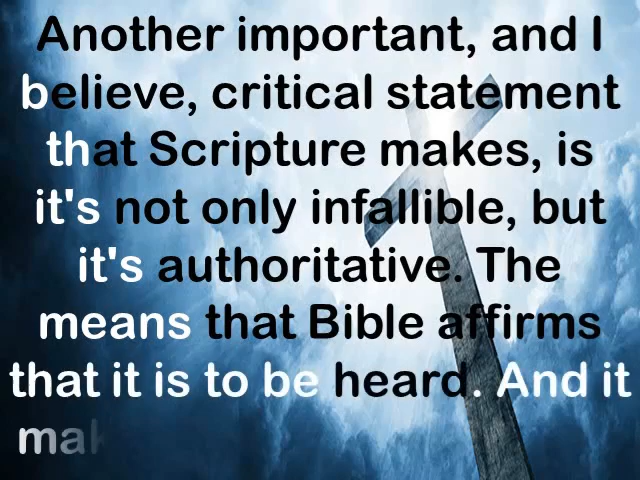 Another important, and I
believe, critical statement
that Scripture makes, is
it's not only infallible, but
it's authoritative. The
means that Bible affirms
that it is to be heard. And it
mak